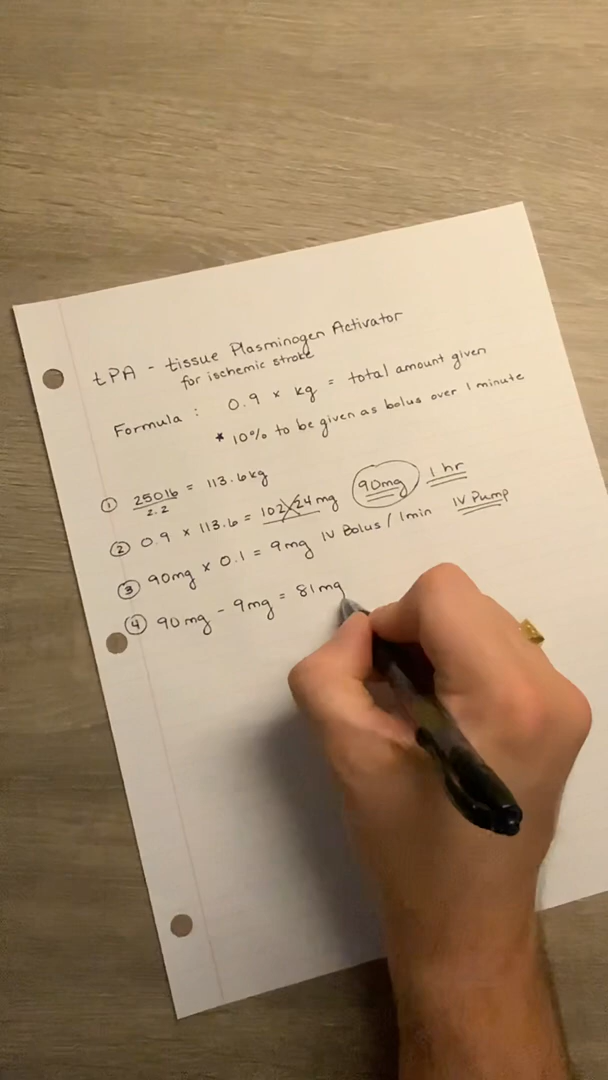 tPA - tissue Plasminogen Activator
for ischemic stroke
Formula : 0.9 × kg = total amount given
* 10% to be given as bolus over 1 minute
① 250lb / 2.2 = 113.6kg
② 0.9 × 113.6 = 102.24mg 90mg 1 hr
③ 90mg × 0.1 = 9mg IV Bolus / 1min IV Pump
④ 90mg - 9mg = 81mg